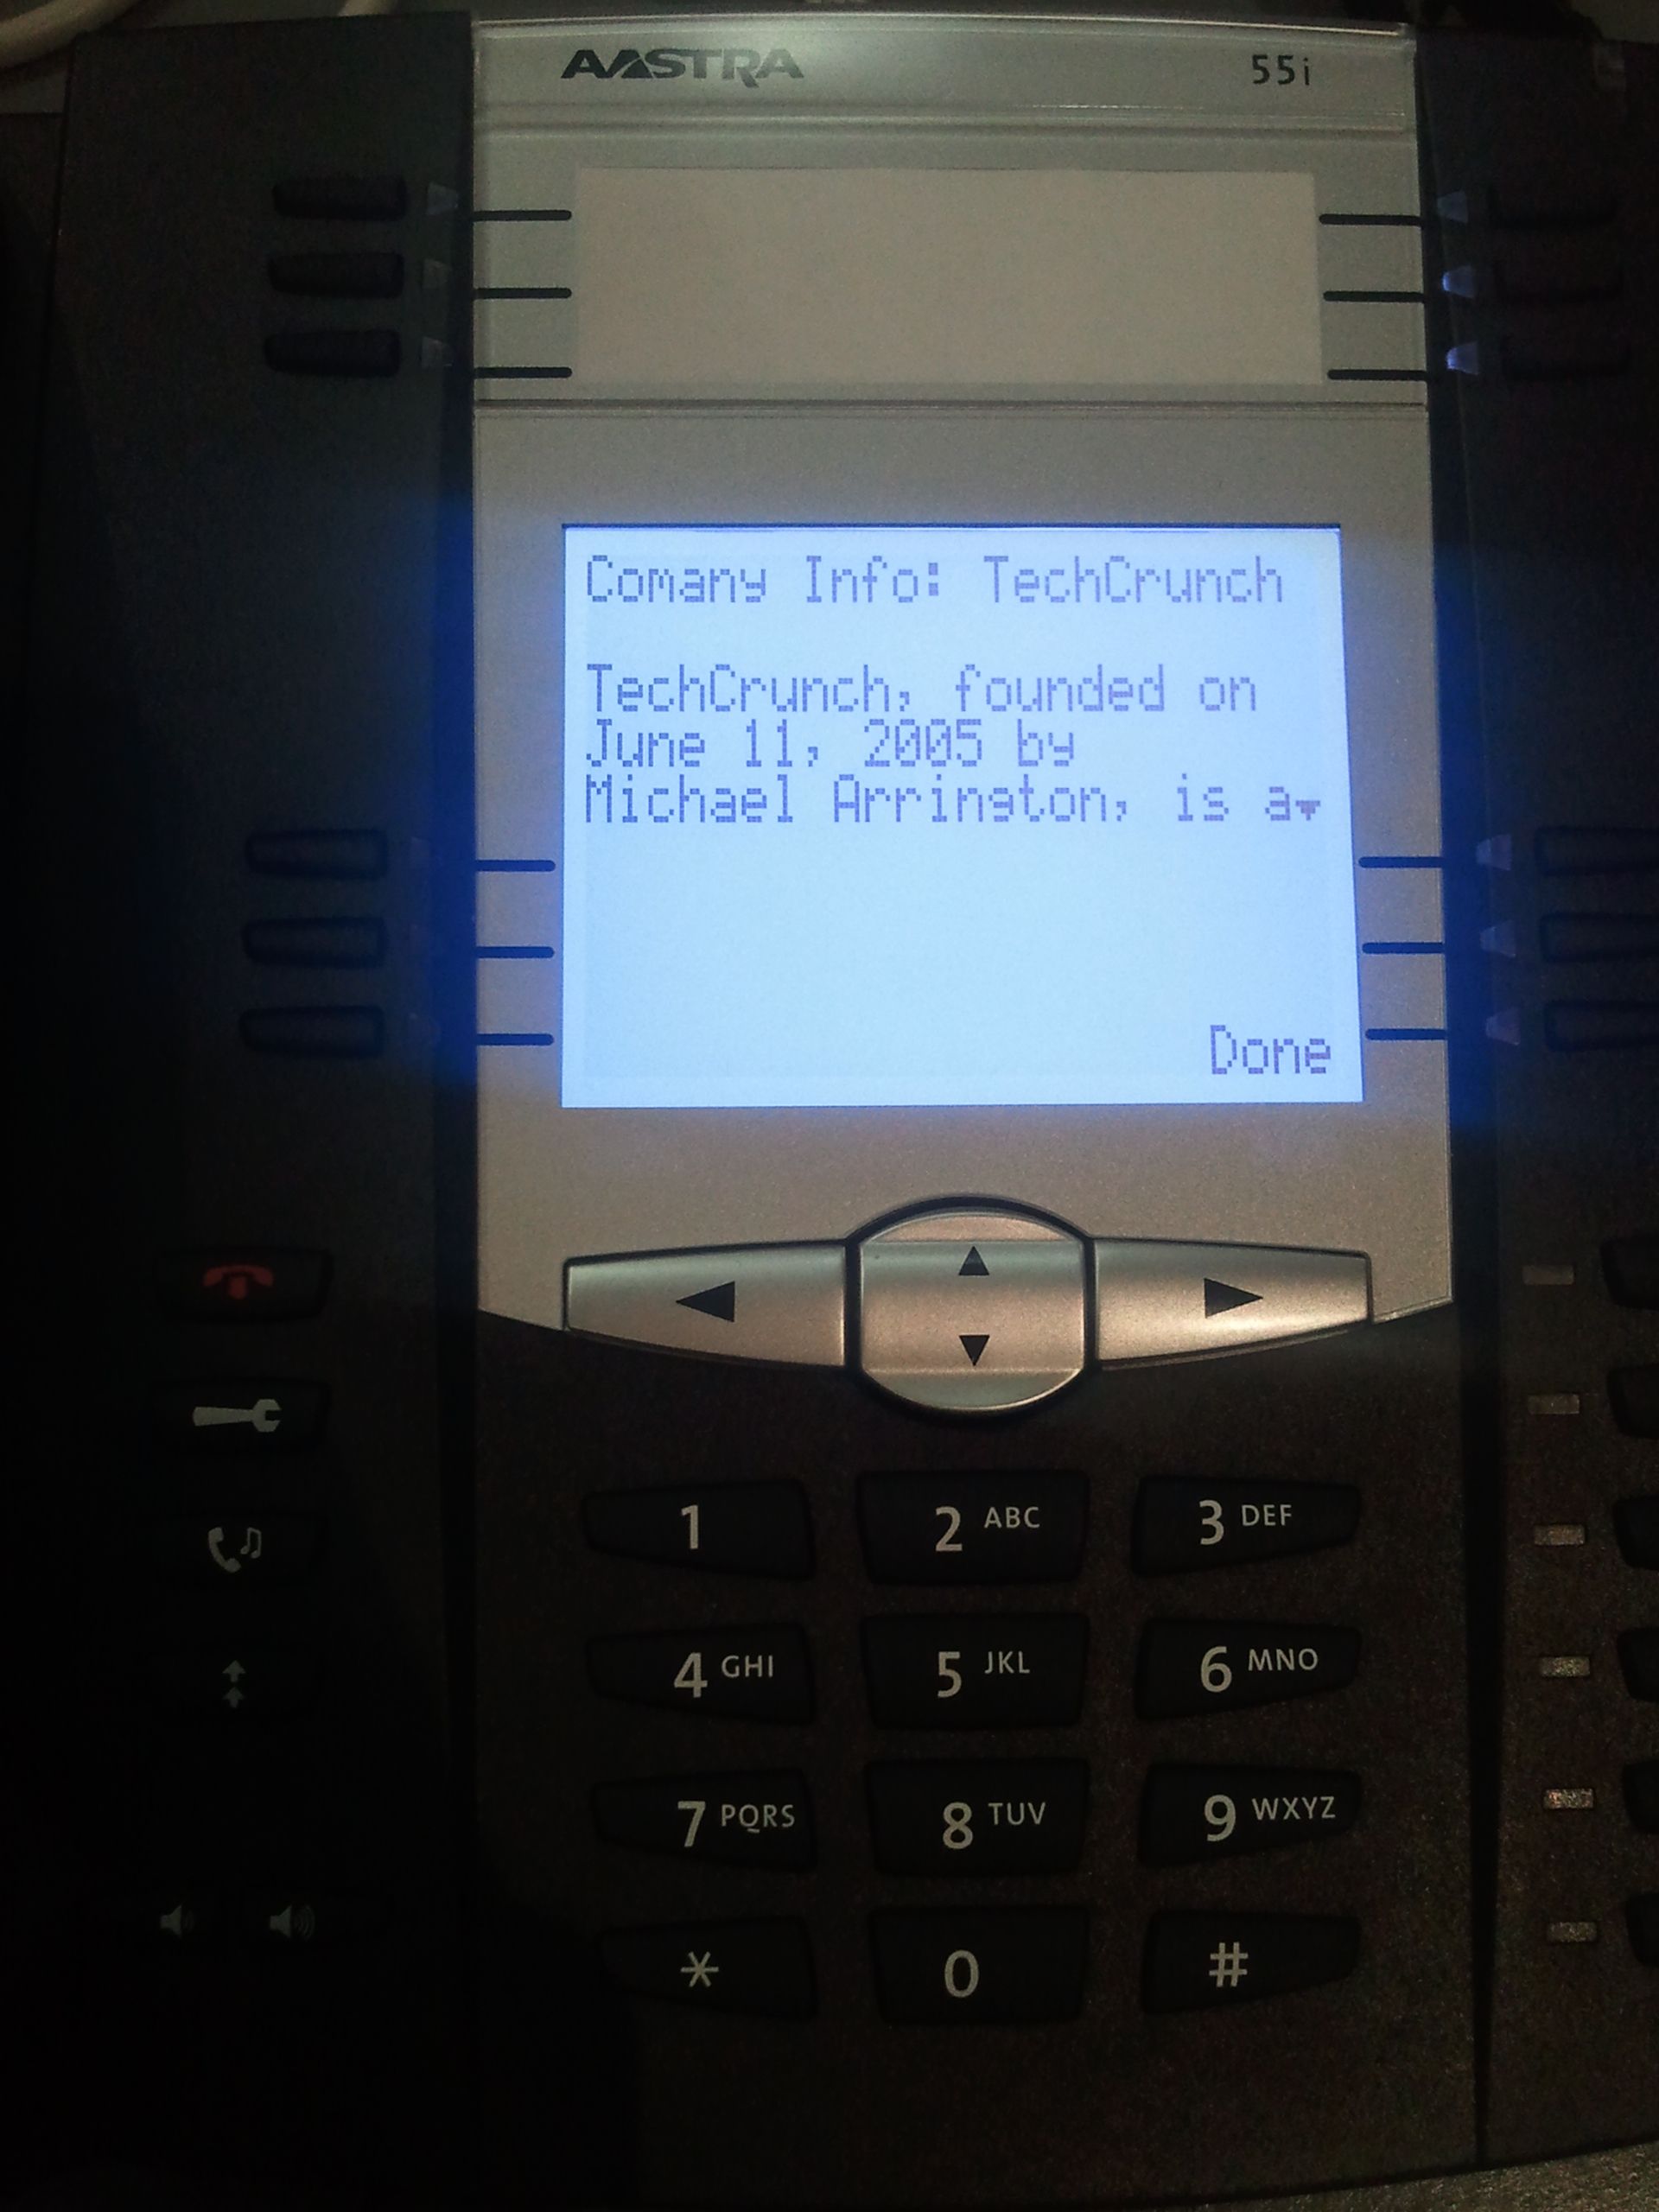 AASTRA 55i
Comany Info: TechCrunch
TechCrunch, founded on
June 11, 2005 by
Michael Arrington, is a
Done
1 2 ABC 3 DEF
4 GHI 5 JKL 6 MNO
7 PQRS 8 TUV 9 WXYZ
* 0 #